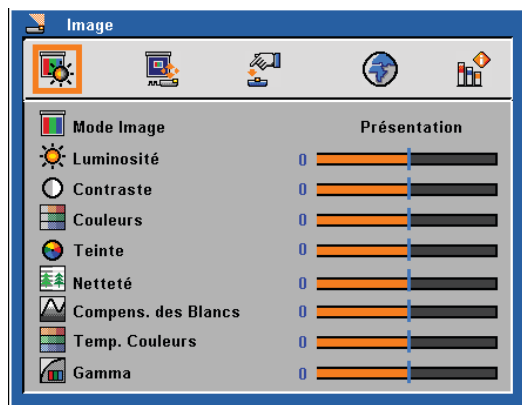 Image
Mode Image Présentation
Luminosité 0
Contraste 0
Couleurs 0
Teinte 0
Netteté 0
Compens. des Blancs 0
Temp. Couleurs 0
Gamma 0